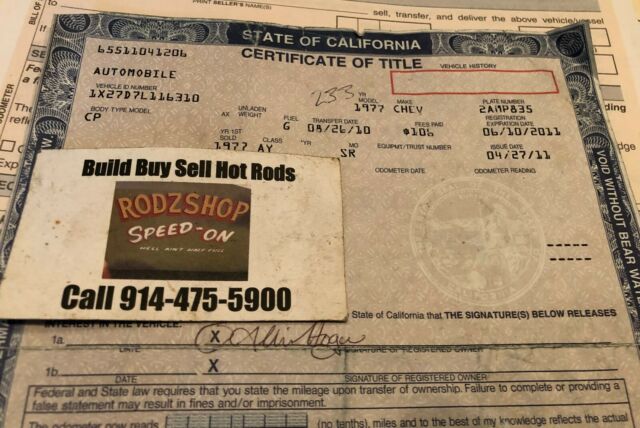 PRINT SELLER'S NAME(S)
sell, transfer, and deliver the above vehicle/vessel
STATE OF CALIFORNIA
CERTIFICATE OF TITLE
65511041206
VEHICLE HISTORY
AUTOMOBILE
VEHICLE ID NUMBER
1X27D7L116310
233
YR MODEL
1977
MAKE
CHEV
PLATE NUMBER
2AMP835
BODY TYPE MODEL
CP
AX
UNLADEN WEIGHT
FUEL
G
TRANSFER DATE
08/26/10
FEES PAID
$106
REGISTRATION EXPIRATION DATE
06/10/2011
YR 1ST SOLD
1977
CLASS
AY
YR
MO
SR
EQUIPMT/TRUST NUMBER
ISSUE DATE
04/27/11
ODOMETER DATE
ODOMETER READING
ODOMETER
VOID WITHOUT BEAR WATERMARK
Build Buy Sell Hot Rods
RODZSHOP
SPEED-ON
HELL AIN'T HALF FULL
Call 914-475-5900
State of California that THE SIGNATURE(S) BELOW RELEASES
INTEREST IN THE VEHICLE.
1a.
X
DATE
SIGNATURE OF REGISTERED OWNER
1b.
X
DATE
SIGNATURE OF REGISTERED OWNER
Federal and State law requires that you state the mileage upon transfer of ownership. Failure to complete or providing a
false statement may result in fines and/or imprisonment.
The odometer now reads
(no tenths), miles and to the best of my knowledge reflects the actual